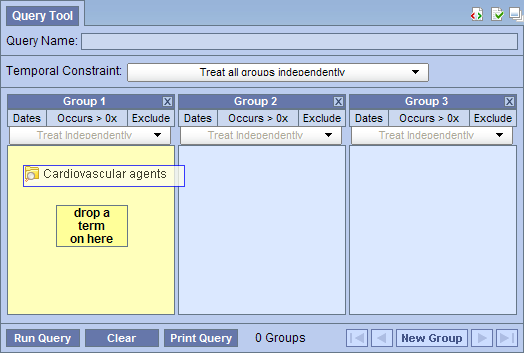 Query Tool
Query Name:
Temporal Constraint: Treat all groups independently
Group 1 Group 2 Group 3
Dates Occurs > 0x Exclude Dates Occurs > 0x Exclude Dates Occurs > 0x Exclude
Treat Independently Treat Independently Treat Independently
Cardiovascular agents
drop a
term
on here
Run Query Clear Print Query 0 Groups New Group